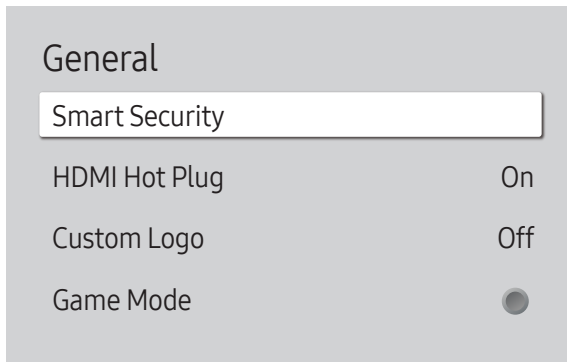 General
Smart Security
HDMI Hot Plug On
Custom Logo Off
Game Mode